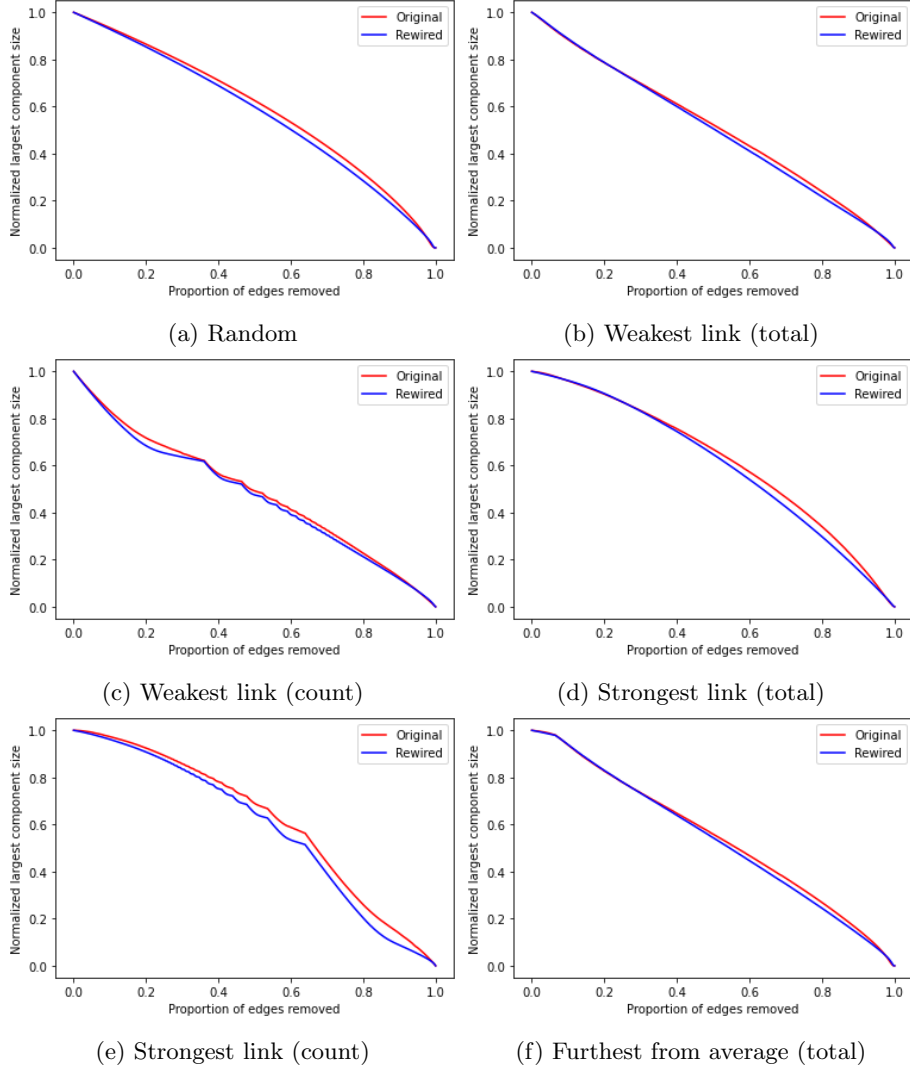 Normalized largest component size
1.0
0.8
0.6
0.4
0.2
0.0
0.0 0.2 0.4 0.6 0.8 1.0
Proportion of edges removed
Original
Rewired
(a) Random
Normalized largest component size
1.0
0.8
0.6
0.4
0.2
0.0
0.0 0.2 0.4 0.6 0.8 1.0
Proportion of edges removed
Original
Rewired
(b) Weakest link (total)
Normalized largest component size
1.0
0.8
0.6
0.4
0.2
0.0
0.0 0.2 0.4 0.6 0.8 1.0
Proportion of edges removed
Original
Rewired
(c) Weakest link (count)
Normalized largest component size
1.0
0.8
0.6
0.4
0.2
0.0
0.0 0.2 0.4 0.6 0.8 1.0
Proportion of edges removed
Original
Rewired
(d) Strongest link (total)
Normalized largest component size
1.0
0.8
0.6
0.4
0.2
0.0
0.0 0.2 0.4 0.6 0.8 1.0
Proportion of edges removed
Original
Rewired
(e) Strongest link (count)
Normalized largest component size
1.0
0.8
0.6
0.4
0.2
0.0
0.0 0.2 0.4 0.6 0.8 1.0
Proportion of edges removed
Original
Rewired
(f) Furthest from average (total)